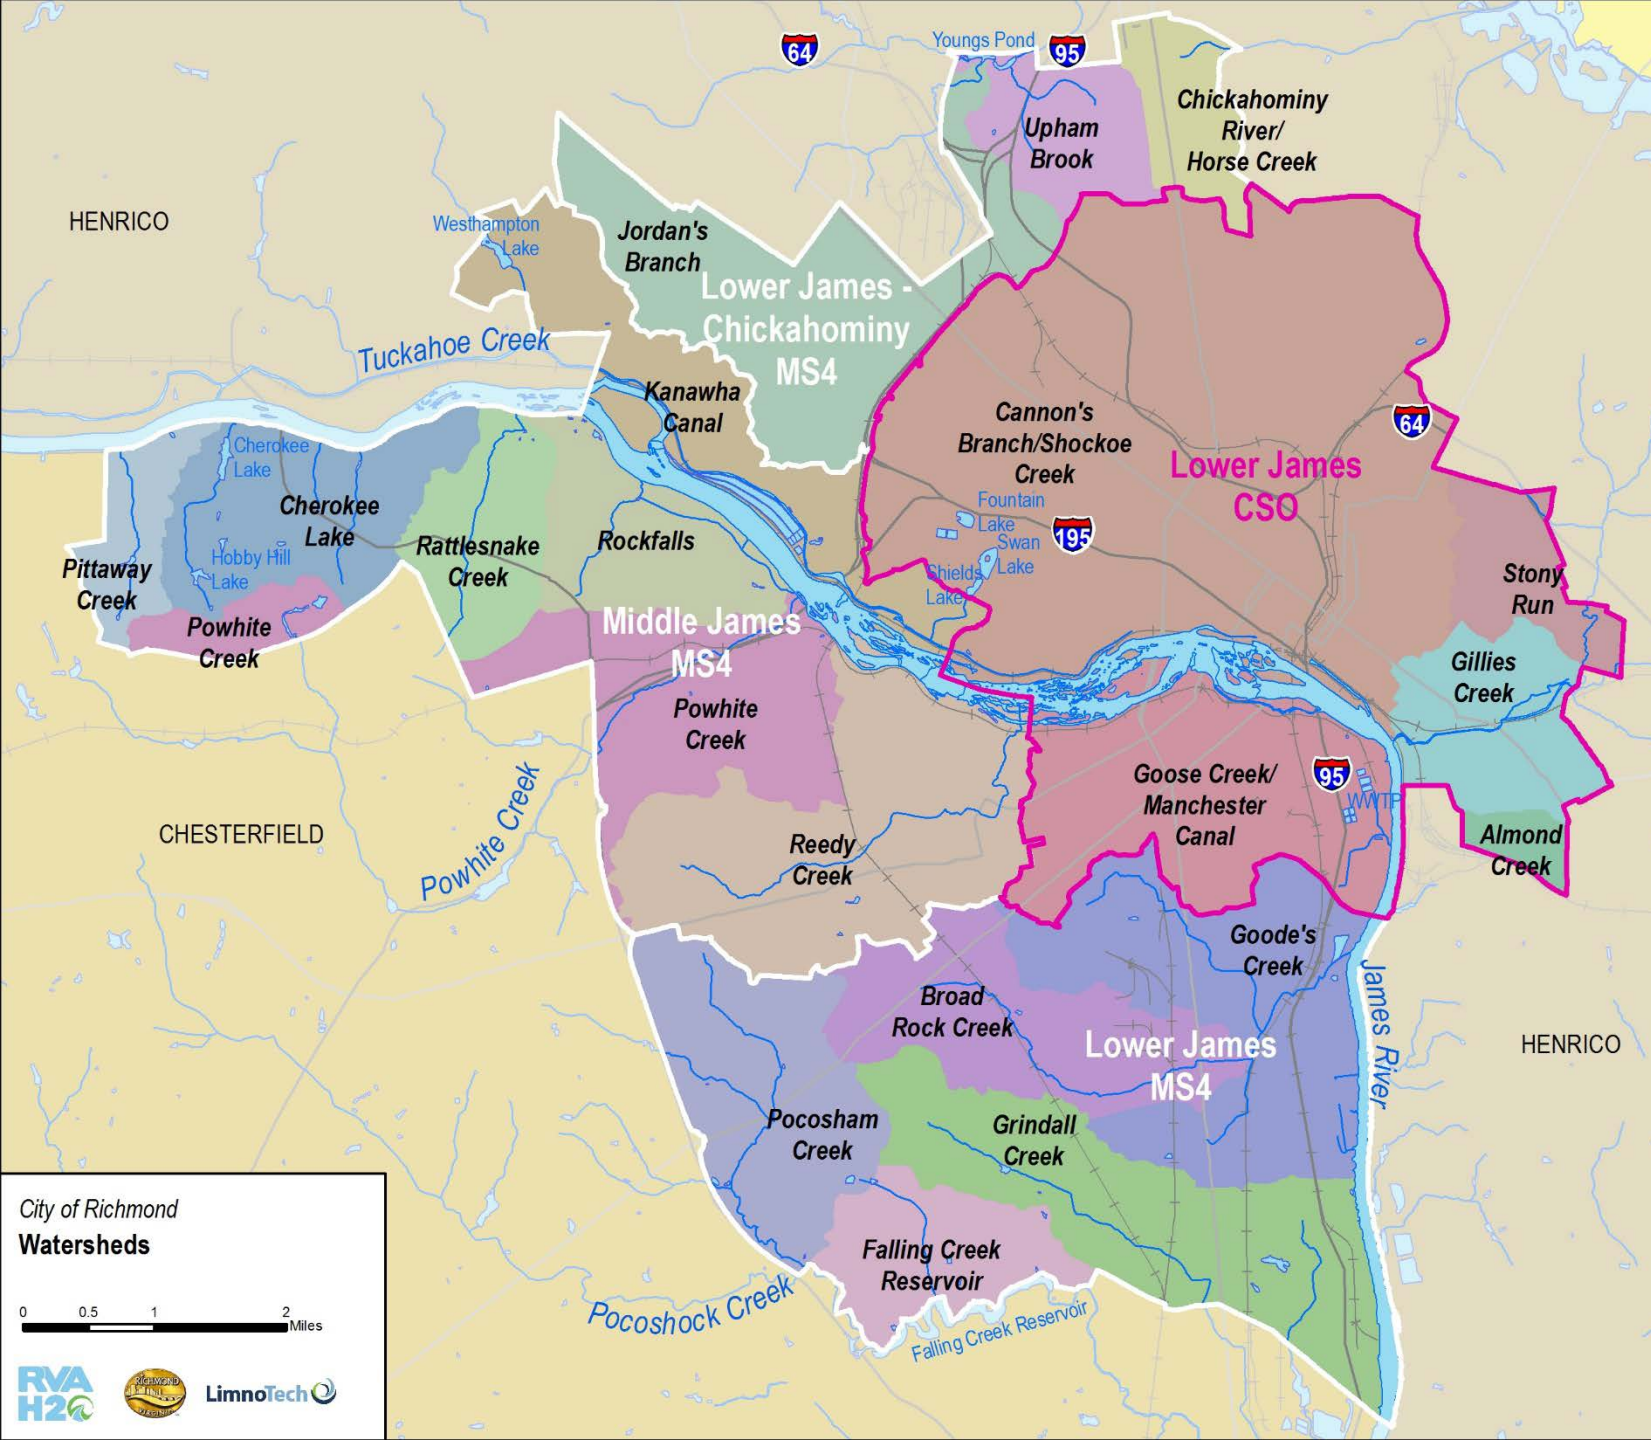 64
Youngs Pond
95
Chickahominy
River/
Horse Creek
Upham
Brook
HENRICO
Westhampton
Lake
Jordan's
Branch
Lower James -
Chickahominy
MS4
Tuckahoe Creek
Kanawha
Canal
Cannon's
Branch/Shockoe
Creek
64
Lower James
CSO
Cherokee
Lake
Cherokee
Lake
Fountain
Lake
195
Swan
Lake
Shields
Lake
Rattlesnake
Creek
Rockfalls
Hobby Hill
Lake
Pittaway
Creek
Stony
Run
Powhite
Creek
Middle James
MS4
Gillies
Creek
Powhite
Creek
Goose Creek/
Manchester
Canal
95
WWTP
CHESTERFIELD
Powhite Creek
Reedy
Creek
Almond
Creek
Goode's
Creek
Broad
Rock Creek
James River
HENRICO
Lower James
MS4
Pocosham
Creek
Grindall
Creek
Falling Creek
Reservoir
Pocoshock Creek
Falling Creek Reservoir
City of Richmond
Watersheds
0 0.5 1 2
Miles
RVA
H2O
RICHMOND
VIRGINIA
LimnoTech